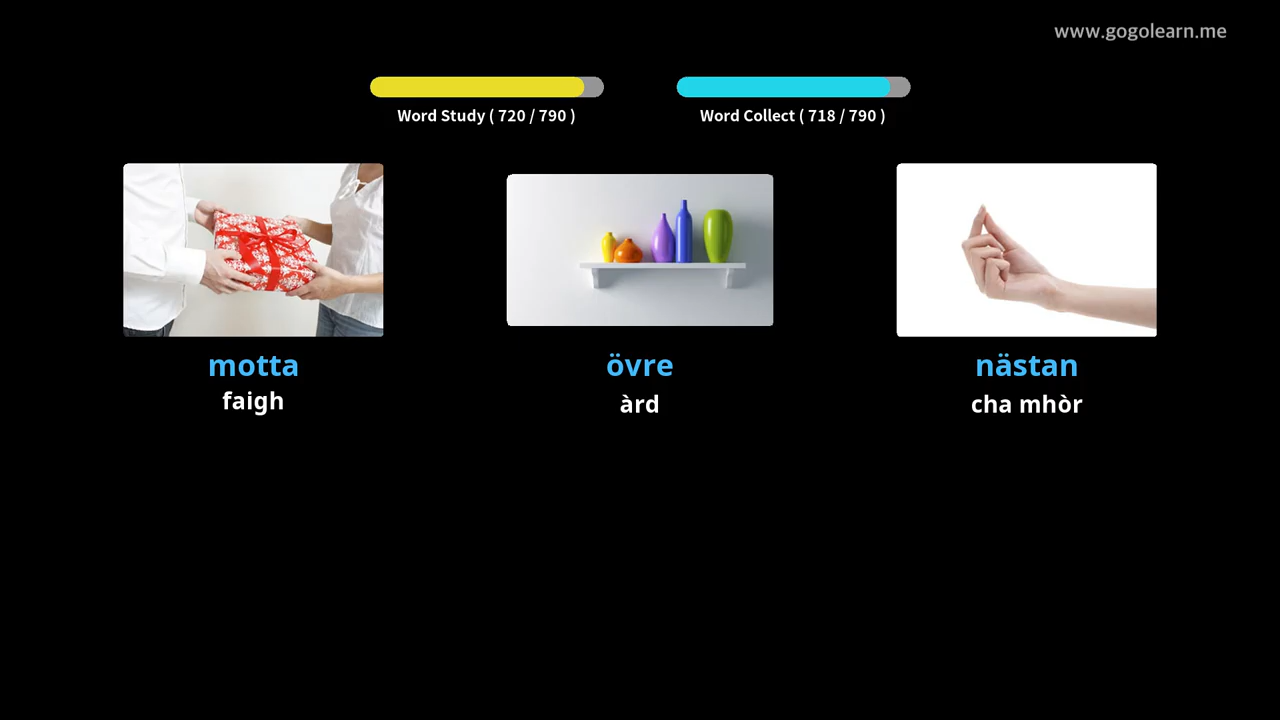 www.gogolearn.me
Word Study ( 720 / 790 )
Word Collect ( 718 / 790 )
motta
övre
nästan
faigh
àrd
cha mhòr